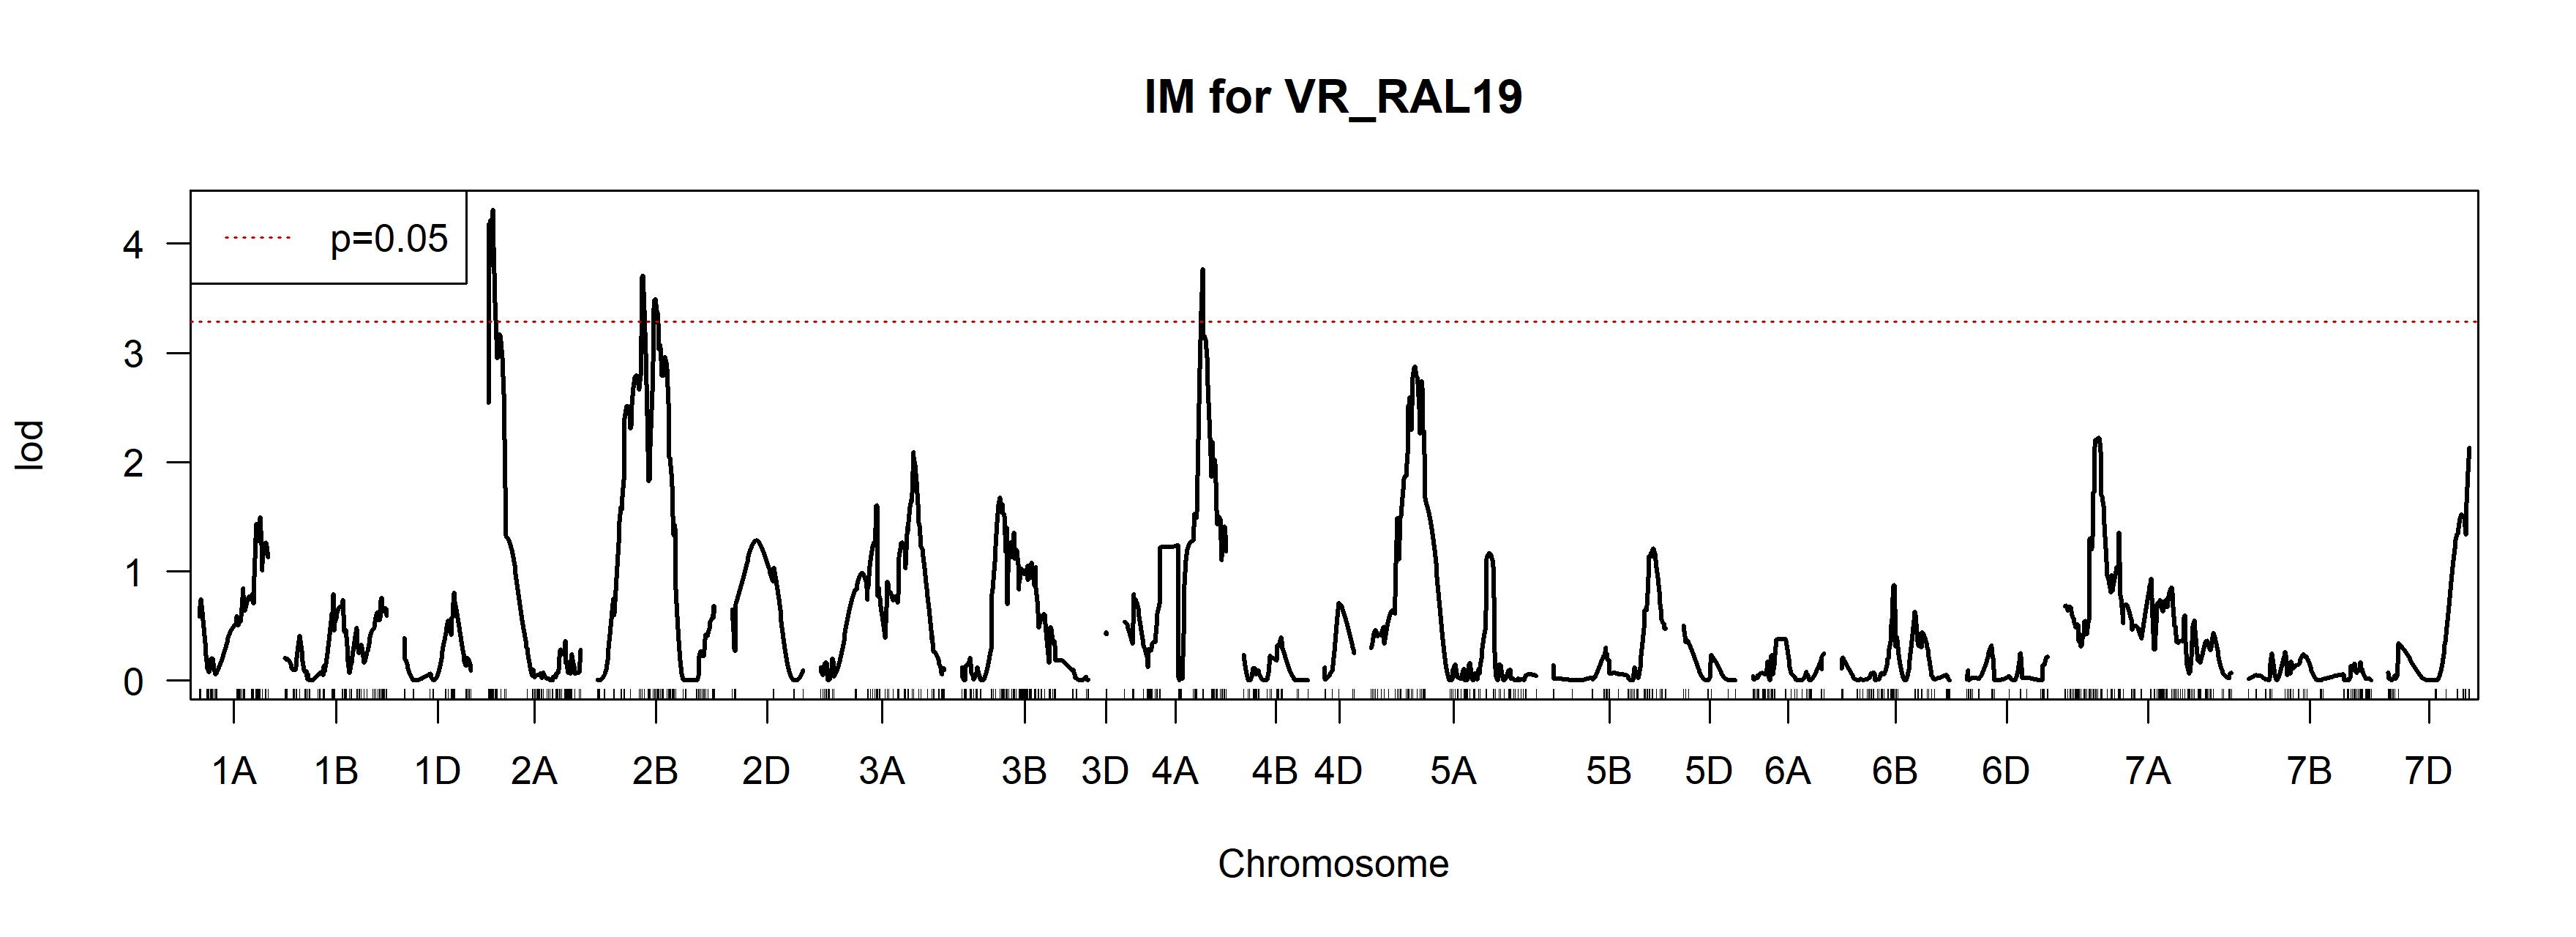 IM for VR_RAL19
p=0.05
4
3
2
1
0
lod
1A 1B 1D 2A 2B 2D 3A 3B 3D 4A 4B 4D 5A 5B 5D 6A 6B 6D 7A 7B 7D
Chromosome